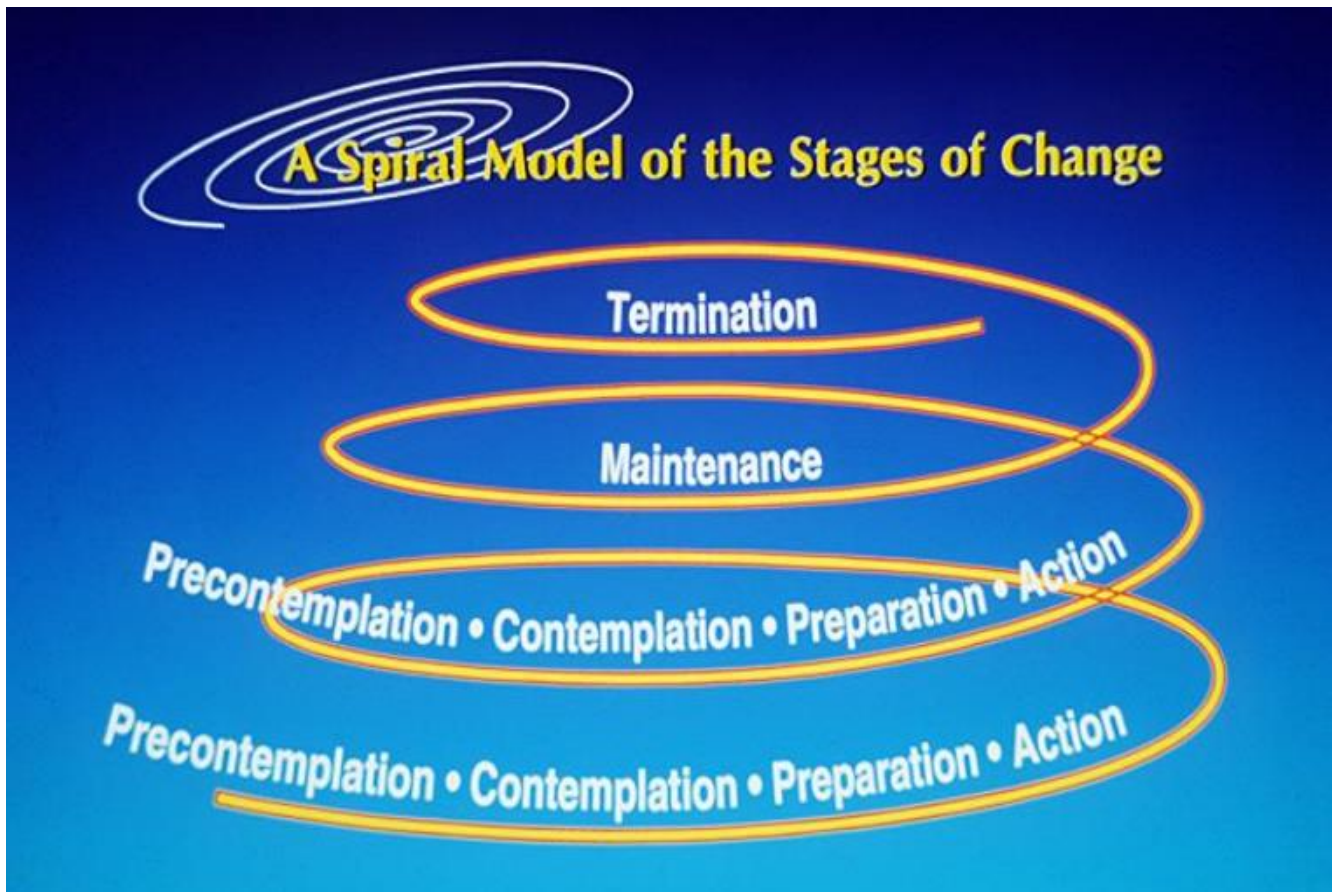 A Spiral Model of the Stages of Change
Termination
Maintenance
Precontemplation • Contemplation • Preparation • Action
Precontemplation • Contemplation • Preparation • Action